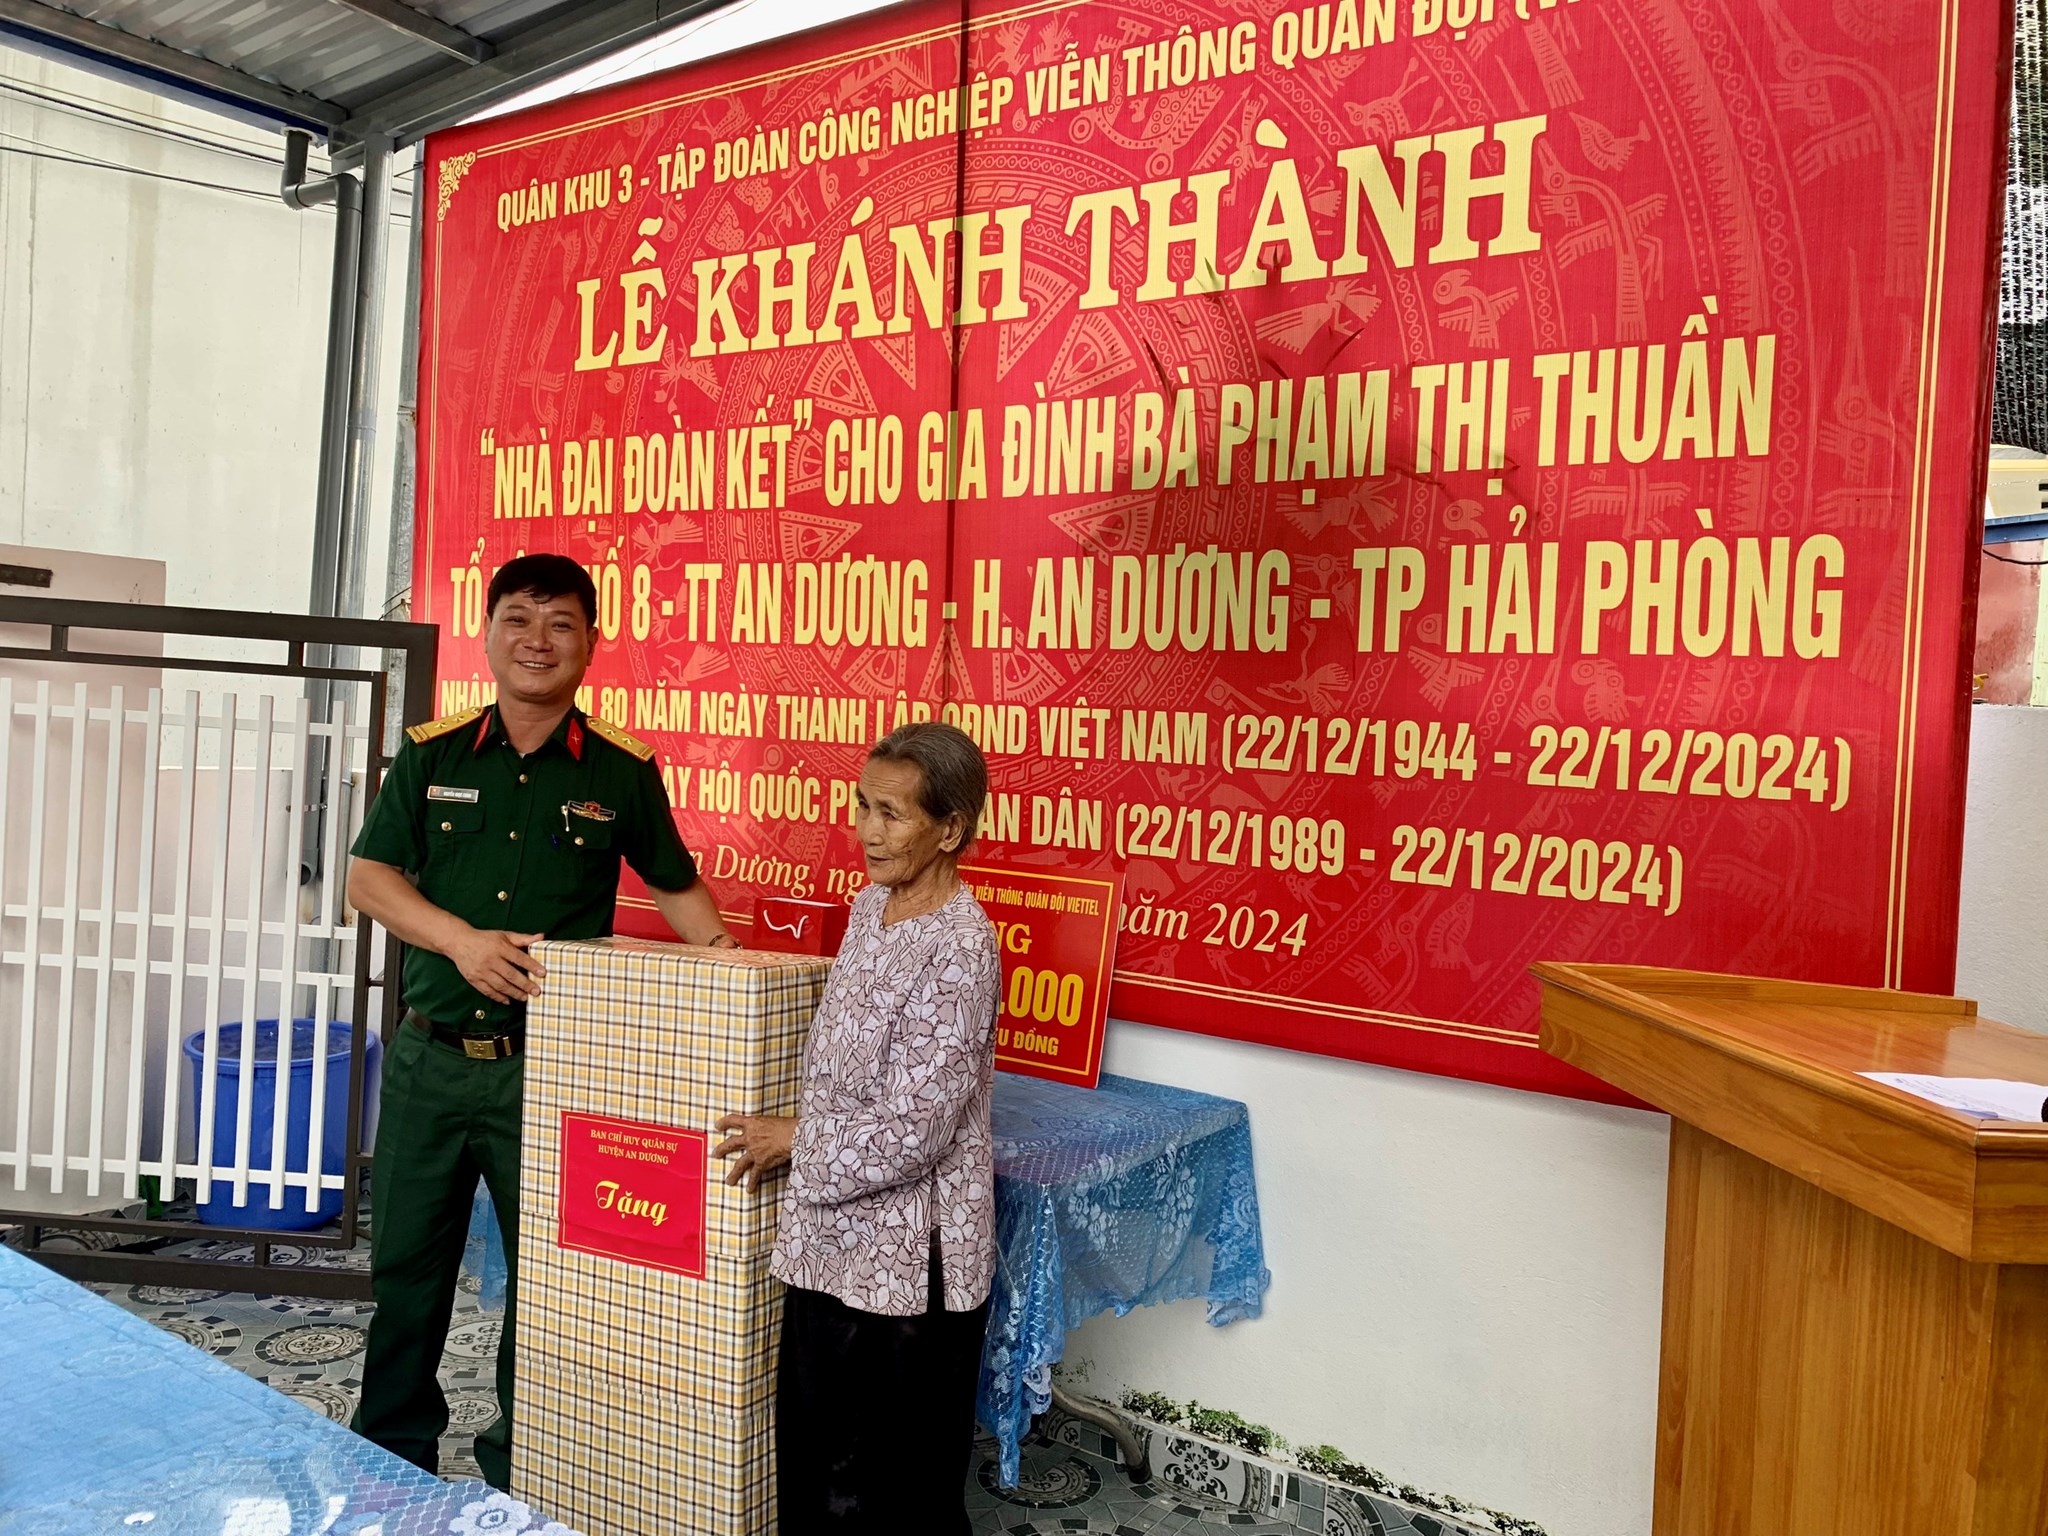 QUÂN KHU 3 - TẬP ĐOÀN CÔNG NGHIỆP VIỄN THÔNG QUÂN ĐỘI
LỄ KHÁNH THÀNH
“NHÀ ĐẠI ĐOÀN KẾT” CHO GIA ĐÌNH BÀ PHẠM THỊ THUẦN
TỔ SỐ 8 - TT AN DƯƠNG - H. AN DƯƠNG - TP HẢI PHÒNG
80 NĂM NGÀY THÀNH LẬP QĐND VIỆT NAM (22/12/1944 - 22/12/2024)
HỘI QUỐC DÂN (22/12/1989 - 22/12/2024)
Dương, năm 2024
VIỄN THÔNG QUÂN ĐỘI VIETTEL
.000
ĐỒNG
BAN CHỈ HUY QUÂN SỰ
HUYỆN AN DƯƠNG
Tặng